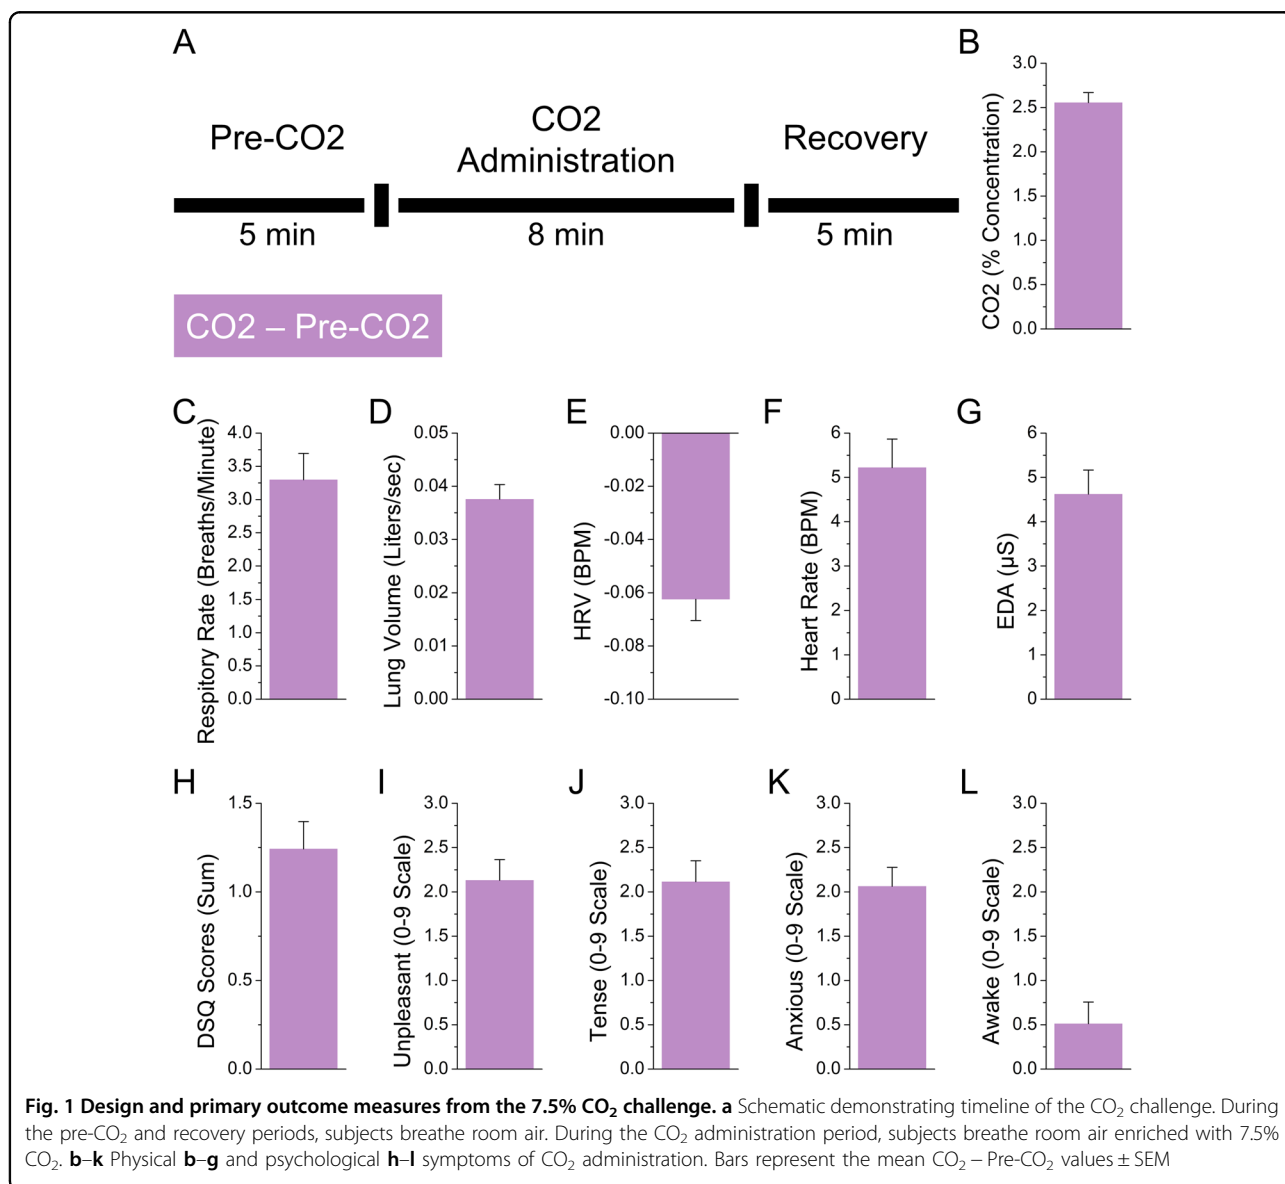 A
Pre-CO2
CO2
Administration
Recovery
5 min
8 min
5 min
CO2 – Pre-CO2
B
CO2 (% Concentration)
3.0
2.5
2.0
1.5
1.0
0.5
0.0
C
Respitory Rate (Breaths/Minute)
4.0
3.5
3.0
2.5
2.0
1.5
1.0
0.5
0.0
D
Lung Volume (Liters/sec)
0.05
0.04
0.03
0.02
0.01
0.00
E
HRV (BPM)
0.00
-0.02
-0.04
-0.06
-0.08
-0.10
F
Heart Rate (BPM)
6
5
4
3
2
1
0
G
EDA (µS)
6
5
4
3
2
1
0
H
DSQ Scores (Sum)
1.5
1.0
0.5
0.0
I
Unpleasant (0-9 Scale)
3.0
2.5
2.0
1.5
1.0
0.5
0.0
J
Tense (0-9 Scale)
3.0
2.5
2.0
1.5
1.0
0.5
0.0
K
Anxious (0-9 Scale)
3.0
2.5
2.0
1.5
1.0
0.5
0.0
L
Awake (0-9 Scale)
3.0
2.5
2.0
1.5
1.0
0.5
0.0
Fig. 1 Design and primary outcome measures from the 7.5% CO₂ challenge. a Schematic demonstrating timeline of the CO₂ challenge. During
the pre-CO₂ and recovery periods, subjects breathe room air. During the CO₂ administration period, subjects breathe room air enriched with 7.5%
CO₂. b–k Physical b–g and psychological h–l symptoms of CO₂ administration. Bars represent the mean CO₂ – Pre-CO₂ values ± SEM